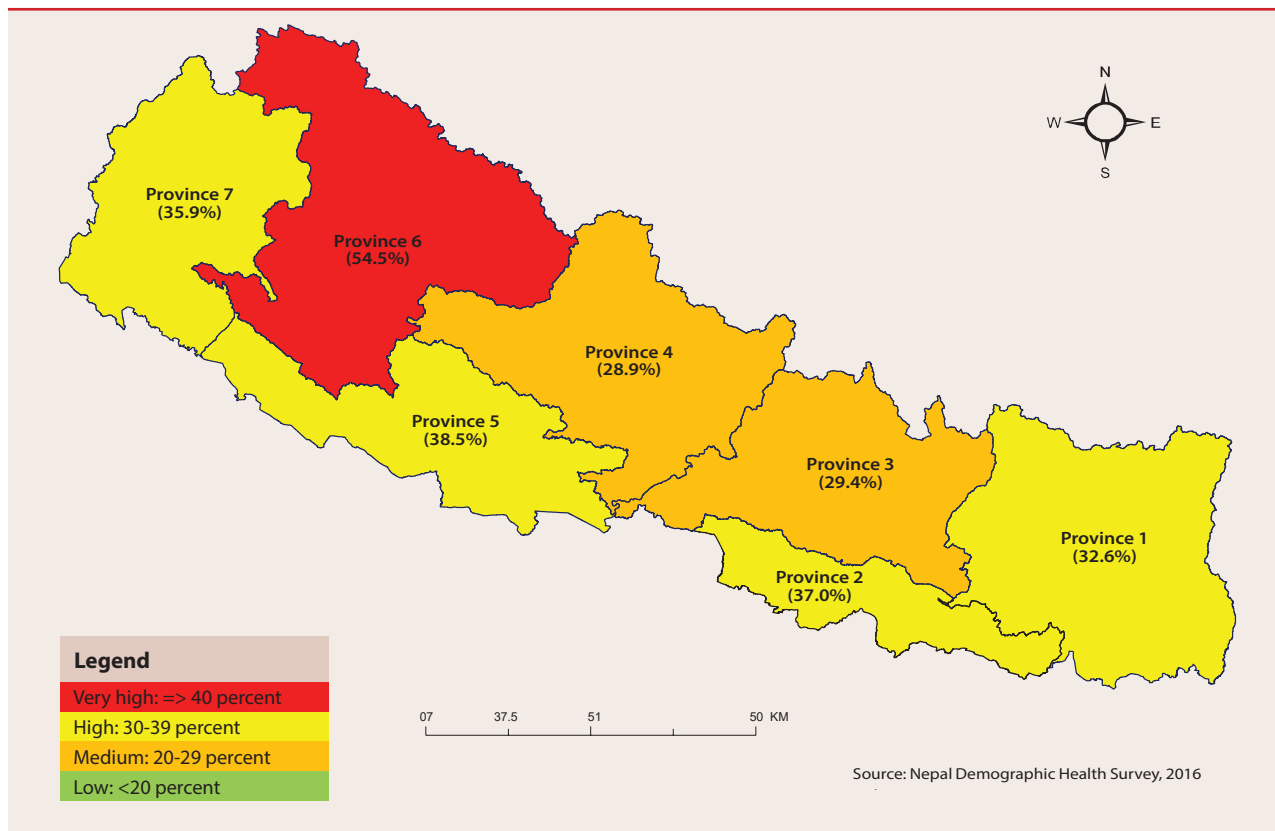 N
W
E
S
Province 7
(35.9%)
Province 6
(54.5%)
Province 4
(28.9%)
Province 5
(38.5%)
Province 3
(29.4%)
Province 1
(32.6%)
Province 2
(37.0%)
Legend
Very high: => 40 percent
High: 30-39 percent
Medium: 20-29 percent
Low: <20 percent
07 37.5 51 50 KM
Source: Nepal Demographic Health Survey, 2016